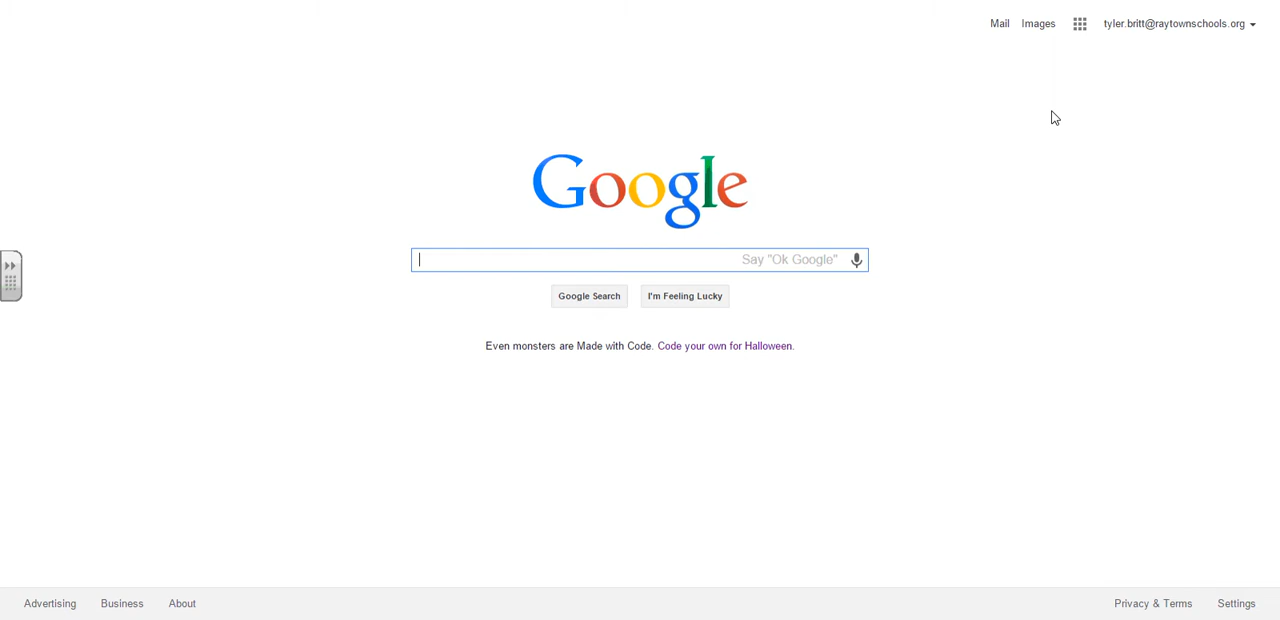 Mail Images tyler.britt@raytownschools.org
Google
Say "Ok Google"
Google Search I'm Feeling Lucky
Even monsters are Made with Code. Code your own for Halloween.
Advertising Business About Privacy & Terms Settings